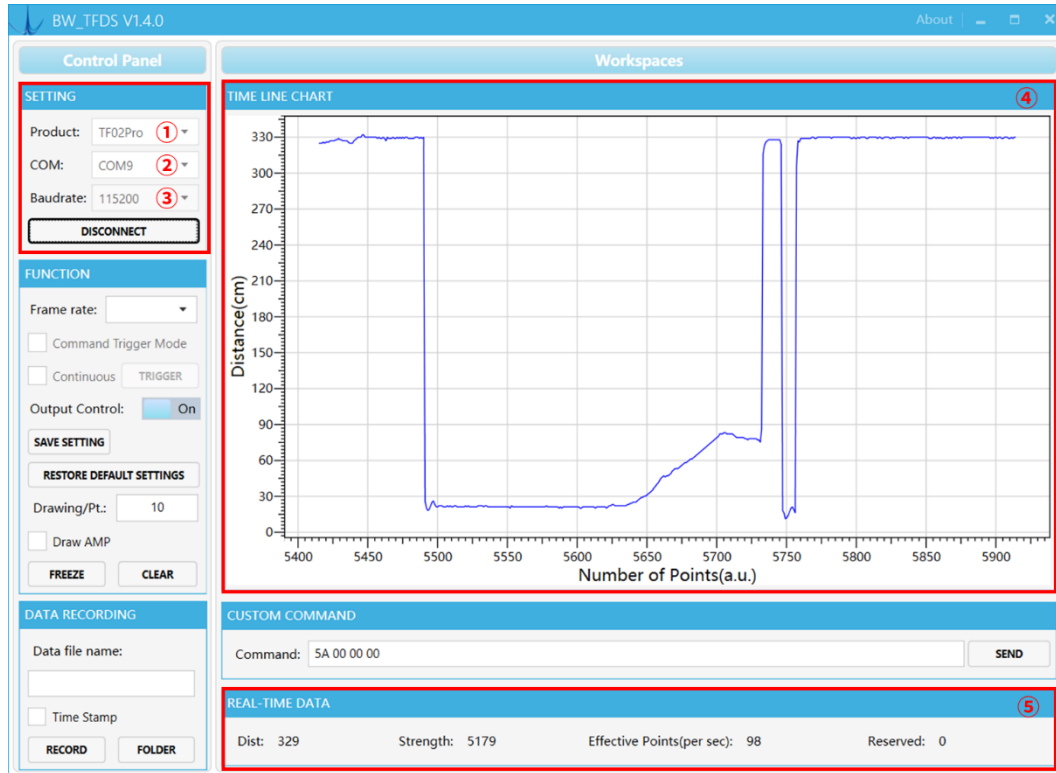 BW_TFDS V1.4.0
About
Control Panel
Workspaces
SETTING
Product: TF02Pro ①
COM: COM9 ②
Baudrate: 115200 ③
DISCONNECT
FUNCTION
Frame rate:
Command Trigger Mode
Continuous TRIGGER
Output Control: On
SAVE SETTING
RESTORE DEFAULT SETTINGS
Drawing/Pt.: 10
Draw AMP
FREEZE CLEAR
DATA RECORDING
Data file name:
Time Stamp
RECORD FOLDER
TIME LINE CHART ④
Distance(cm)
330
300
270
240
210
180
150
120
90
60
30
0
5400 5450 5500 5550 5600 5650 5700 5750 5800 5850 5900
Number of Points(a.u.)
CUSTOM COMMAND
Command: 5A 00 00 00 SEND
REAL-TIME DATA ⑤
Dist: 329 Strength: 5179 Effective Points(per sec): 98 Reserved: 0